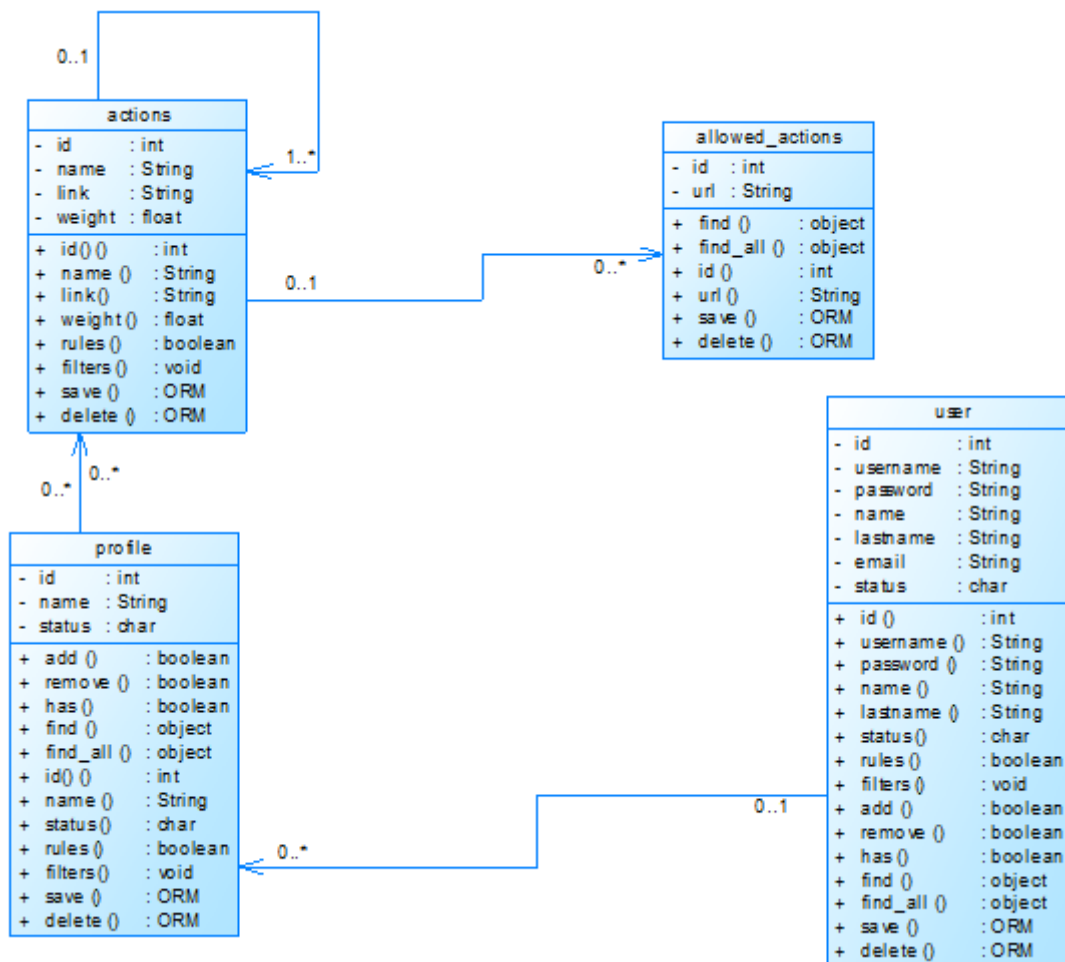 0..1
actions
- id : int
- name : String
- link : String
- weight : float
+ id() () : int
+ name () : String
+ link() : String
+ weight() : float
+ rules() : boolean
+ filters() : void
+ save () : ORM
+ delete () : ORM
1..*
0..1
0..*
allowed_actions
- id : int
- url : String
+ find () : object
+ find_all () : object
+ id () : int
+ url () : String
+ save () : ORM
+ delete () : ORM
0..*
0..*
profile
- id : int
- name : String
- status : char
+ add () : boolean
+ remove () : boolean
+ has () : boolean
+ find () : object
+ find_all () : object
+ id() () : int
+ name () : String
+ status() : char
+ rules() : boolean
+ filters() : void
+ save () : ORM
+ delete () : ORM
0..*
0..1
user
- id : int
- username : String
- password : String
- name : String
- lastname : String
- email : String
- status : char
+ id () : int
+ username () : String
+ password () : String
+ name () : String
+ lastname () : String
+ status() : char
+ rules() : boolean
+ filters() : void
+ add () : boolean
+ remove () : boolean
+ has() : boolean
+ find () : object
+ find_all () : object
+ save () : ORM
+ delete () : ORM